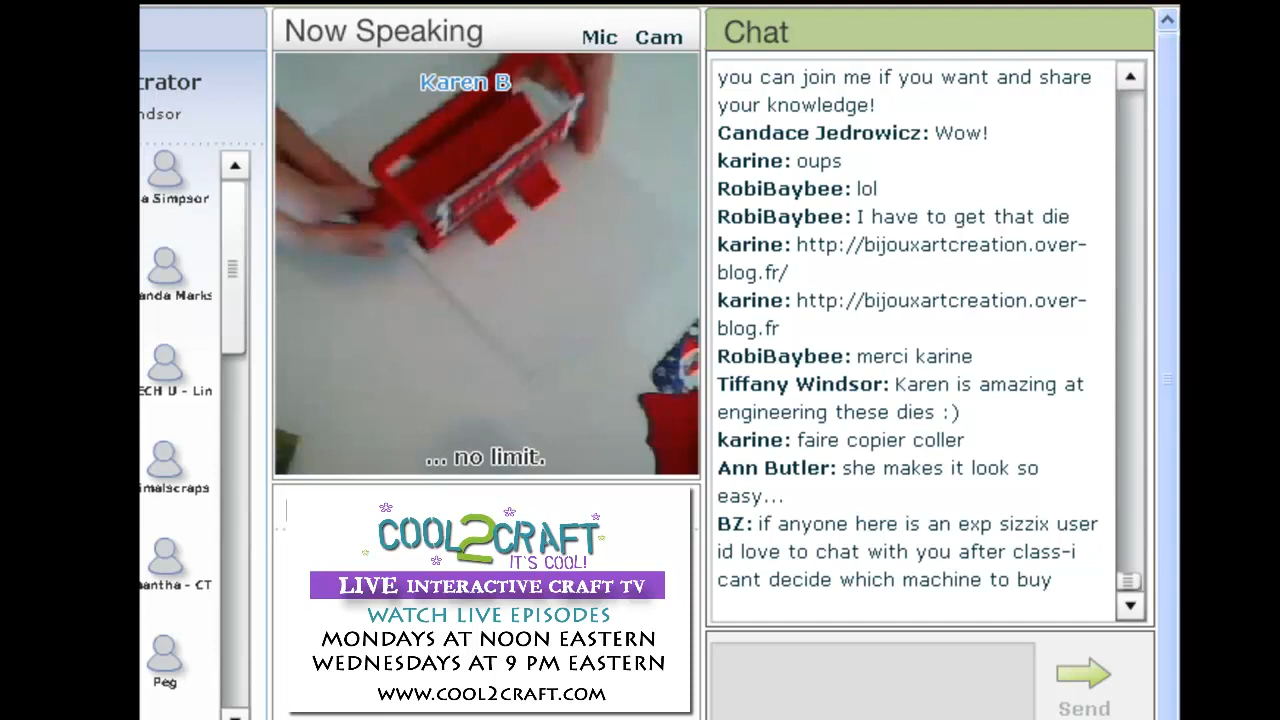 trator
ndsor
a Simpson
anda Marks
ECH U - Lin
imalscraps
nantha - CT
Peg
Now Speaking
Mic Cam
Karen B
... no limit.
COOL2CRAFT
IT'S COOL!
LIVE INTERACTIVE CRAFT TV
WATCH LIVE EPISODES
MONDAYS AT NOON EASTERN
WEDNESDAYS AT 9 PM EASTERN
WWW.COOL2CRAFT.COM
Chat
you can join me if you want and share
your knowledge!
Candace Jedrowicz: Wow!
karine: oups
RobiBaybee: lol
RobiBaybee: I have to get that die
karine: http://bijouxartcreation.over-
blog.fr/
karine: http://bijouxartcreation.over-
blog.fr
RobiBaybee: merci karine
Tiffany Windsor: Karen is amazing at
engineering these dies :)
karine: faire copier coller
Ann Butler: she makes it look so
easy...
BZ: if anyone here is an exp sizzix user
id love to chat with you after class-i
cant decide which machine to buy
Send